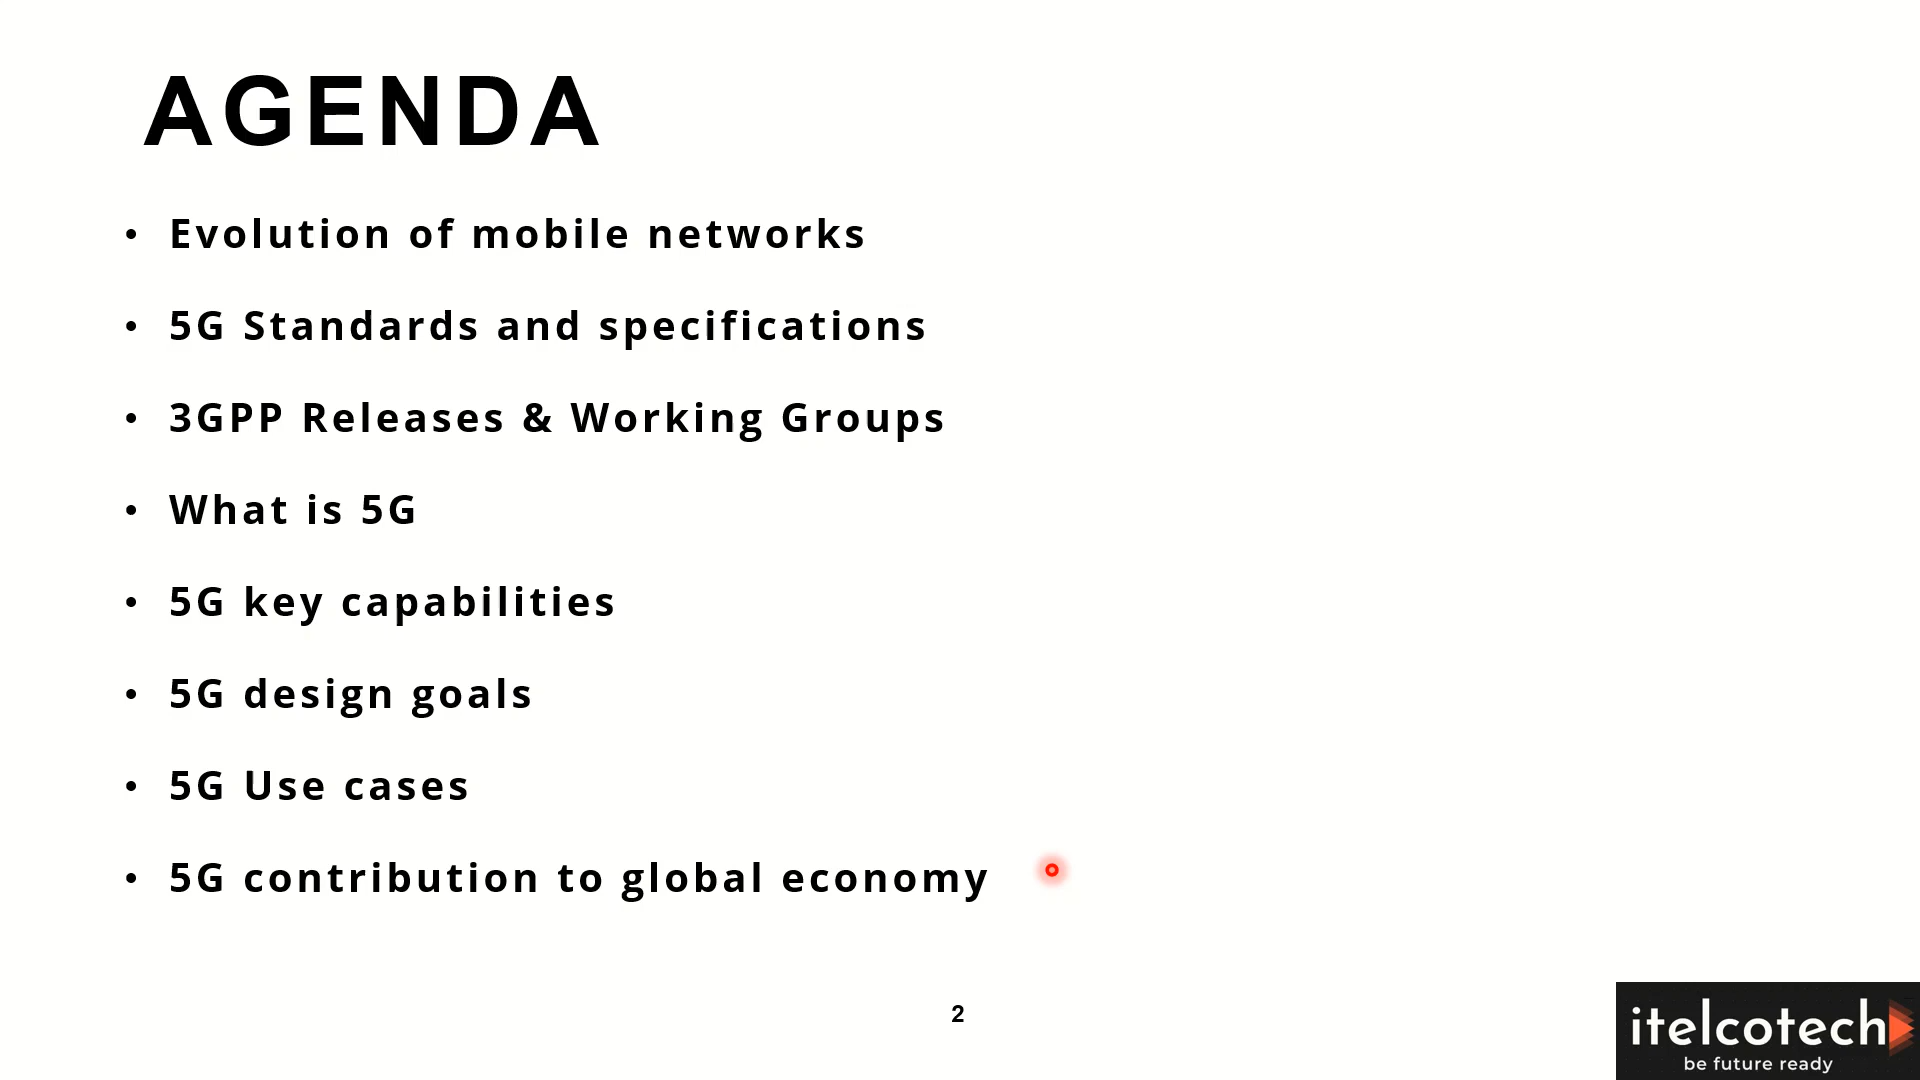 AGENDA
• Evolution of mobile networks
• 5G Standards and specifications
• 3GPP Releases & Working Groups
• What is 5G
• 5G key capabilities
• 5G design goals
• 5G Use cases
• 5G contribution to global economy
2
itelcotech
be future ready